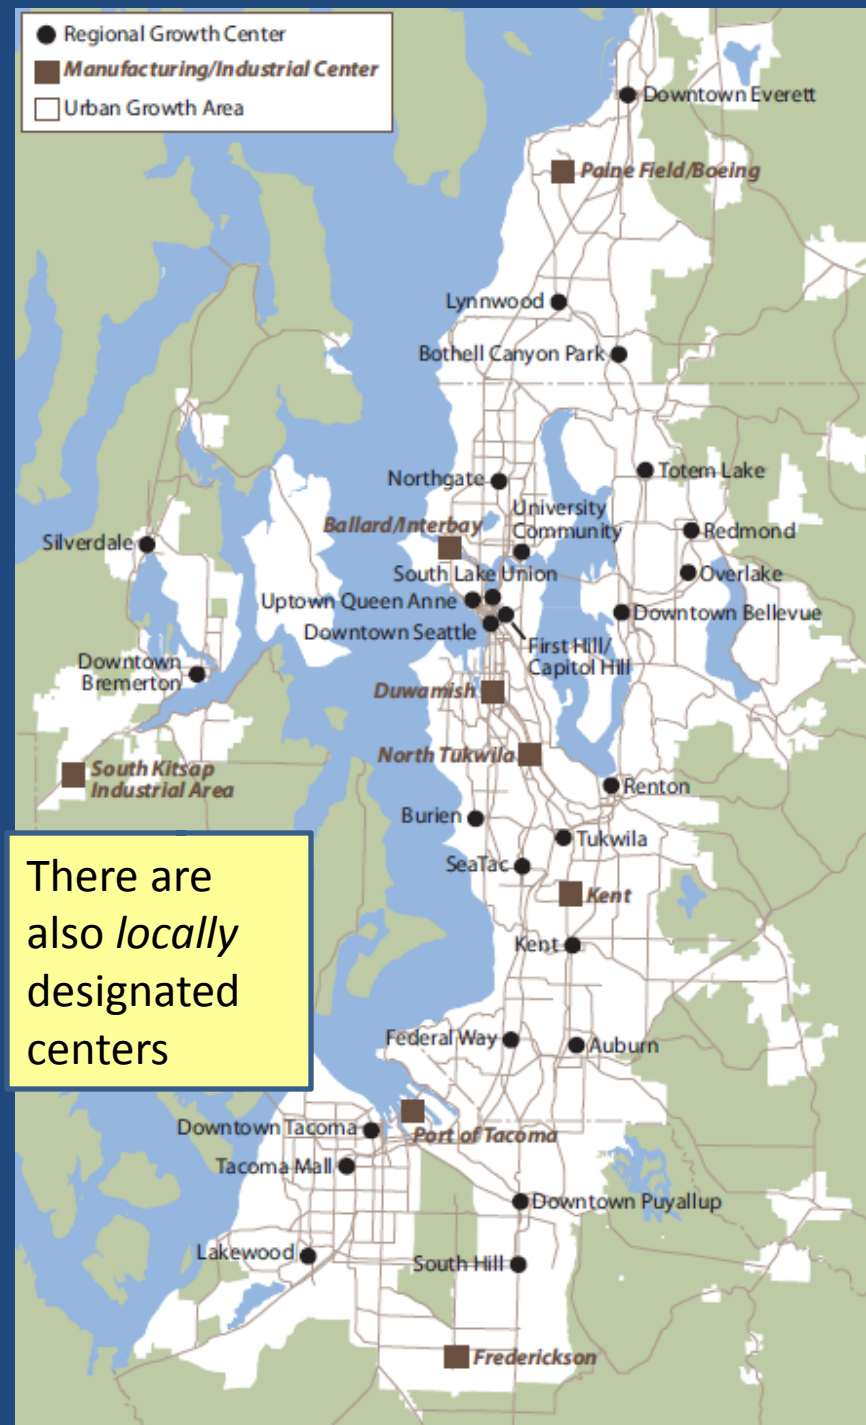 Regional Growth Center
Manufacturing/Industrial Center
Urban Growth Area
Downtown Everett
Paine Field/Boeing
Lynnwood
Bothell Canyon Park
Northgate
Totem Lake
Ballard/Interbay
University
Community
Silverdale
Redmond
South Lake Union
Overlake
Uptown Queen Anne
Downtown Bellevue
Downtown Seattle
First Hill/
Capitol Hill
Downtown
Bremerton
Duwamish
North Tukwila
South Kitsap
Industrial Area
Renton
Burien
Tukwila
SeaTac
Kent
Kent
There are
also locally
designated
centers
Federal Way
Auburn
Downtown Tacoma
Port of Tacoma
Tacoma Mall
Downtown Puyallup
Lakewood
South Hill
Frederickson